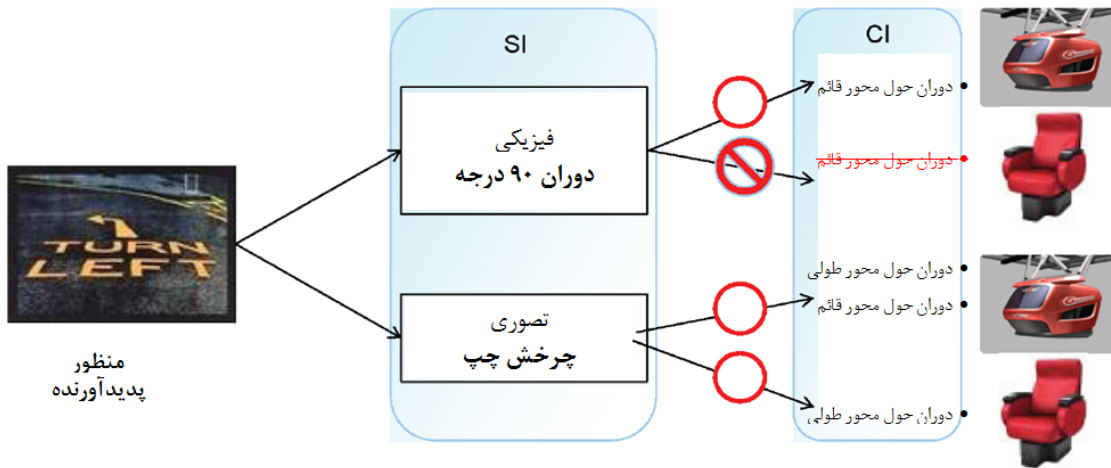 SI
CI
• دوران حول محور قائم
فیزیکی
دوران ۹۰ درجه
• دوران حول محور قائم
TURN
LEFT
• دوران حول محور طولی
• دوران حول محور قائم
تصوری
چرخش چپ
منظور
پدیدآورنده
• دوران حول محور طولی